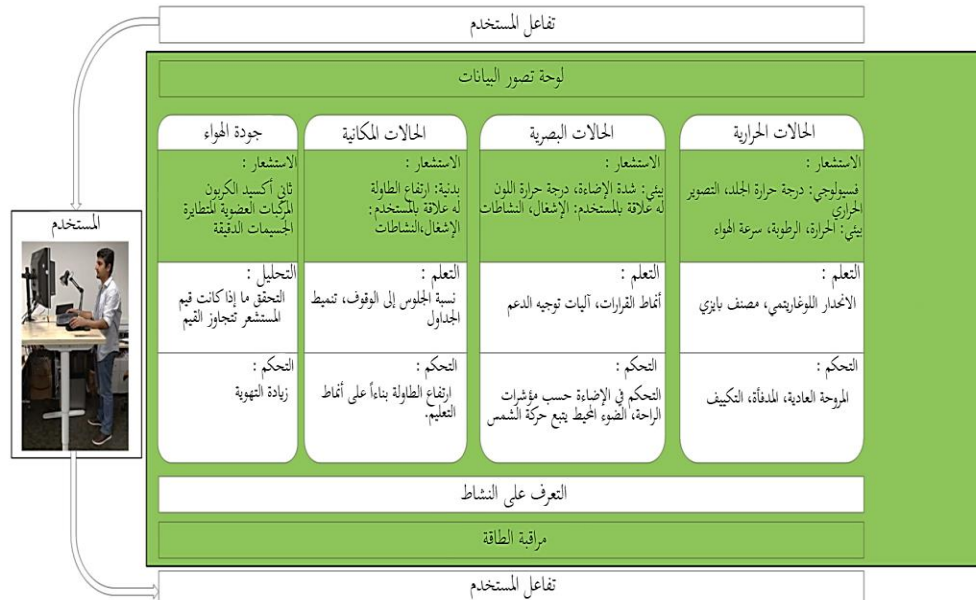 تفاعل المستخدم
لوحة تصور البيانات
الحالات الحرارية
الاستشعار :
فسيولوجي: درجة حرارة الجلد، التصوير
الحراري
بيئي: الحرارة، الرطوبة، سرعة الهواء
التعلم :
الانحدار اللوغاريتمي، مصنف بايزي
التحكم :
المروحة العادية، المدفأة، التكييف
الحالات البصرية
الاستشعار :
بيئي: شدة الإضاءة، درجة حرارة اللون
له علاقة بالمستخدم: الإشغال، النشاطات
التعلم :
أنماط القرارات، آليات توجيه الدعم
التحكم :
التحكم في الإضاءة حسب مؤشرات
الراحة، الضوء المحيط يتبع حركة الشمس
الحالات المكانية
الاستشعار :
بدنية: ارتفاع الطاولة
له علاقة بالمستخدم:
الإشغال،النشاطات
التعلم :
نسبة الجلوس إلى الوقوف، تنميط
الجداول
التحكم :
ارتفاع الطاولة بناءاً على أنماط
التعليم.
جودة الهواء
الاستشعار :
ثاني أكسيد الكربون
المركبات العضوية المتطايرة
الجسيمات الدقيقة
التحليل :
التحقق ما إذا كانت قيم
المستشعر تتجاوز القيم
التحكم :
زيادة التهوية
المستخدم
التعرف على النشاط
مراقبة الطاقة
تفاعل المستخدم